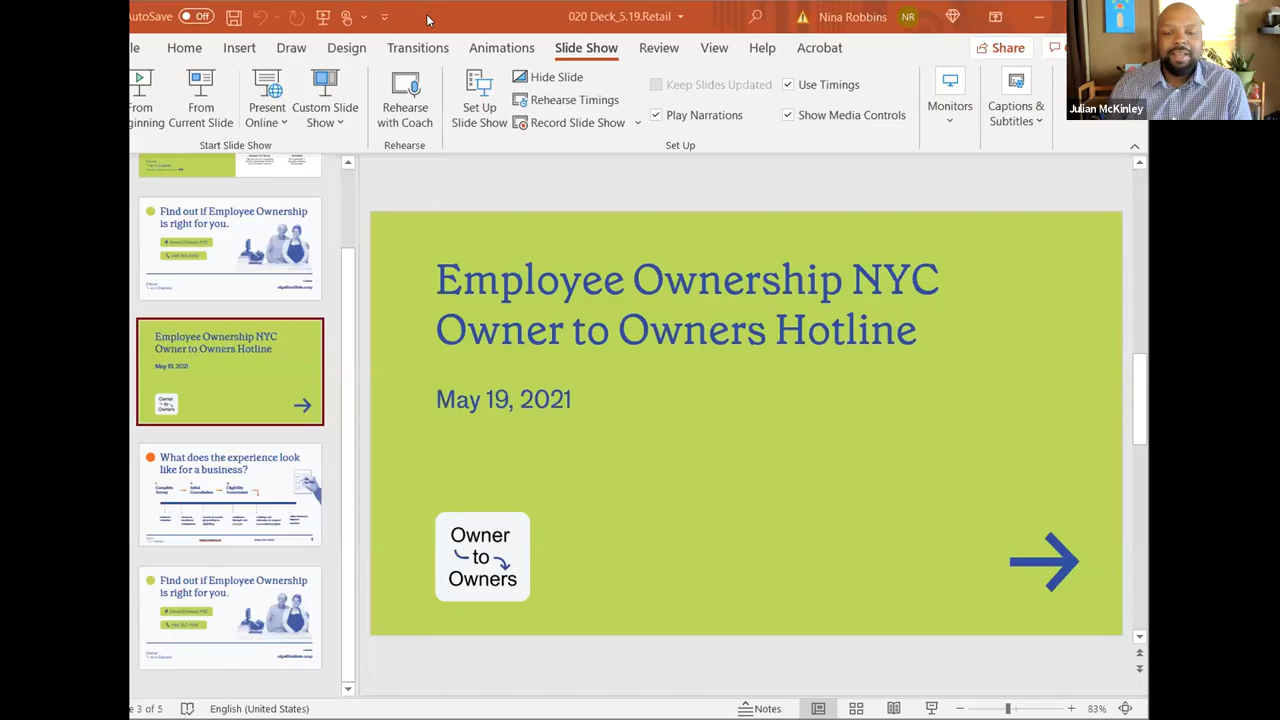 AutoSave Off
020 Deck_5.19.Retail
Nina Robbins NR
Home Insert Draw Design Transitions Animations Slide Show Review View Help Acrobat
Share
From
From
Current Slide
Present
Online
Custom Slide
Show
Start Slide Show
Rehearse
with Coach
Rehearse
Set Up
Slide Show
Hide Slide
Rehearse Timings
Record Slide Show
Keep Slides Updated
Play Narrations
Use Timings
Show Media Controls
Set Up
Monitors
Captions &
Subtitles
Julian McKinley
Find out if Employee Ownership
is right for you.
Employee Ownership NYC
Owner to Owners Hotline
May 19, 2021
Owner
to
Owners
What does the experience look
like for a business?
Find out if Employee Ownership
is right for you.
Employee Ownership NYC
Owner to Owners Hotline
May 19, 2021
Owner
to
Owners
3 of 5
English (United States)
Notes
83%